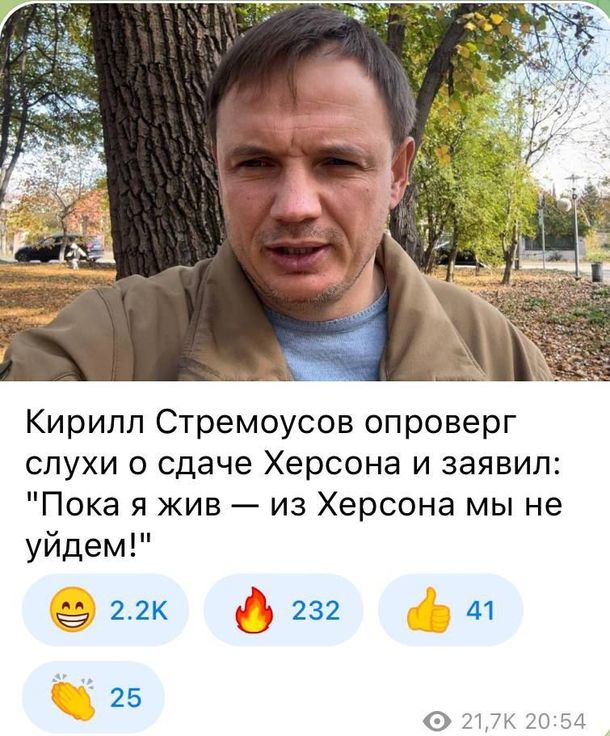 Кирилл Стремоусов опроверг
слухи о сдаче Херсона и заявил:
"Пока я жив — из Херсона мы не
уйдем!"
2.2K
232
41
25
21,7K 20:54